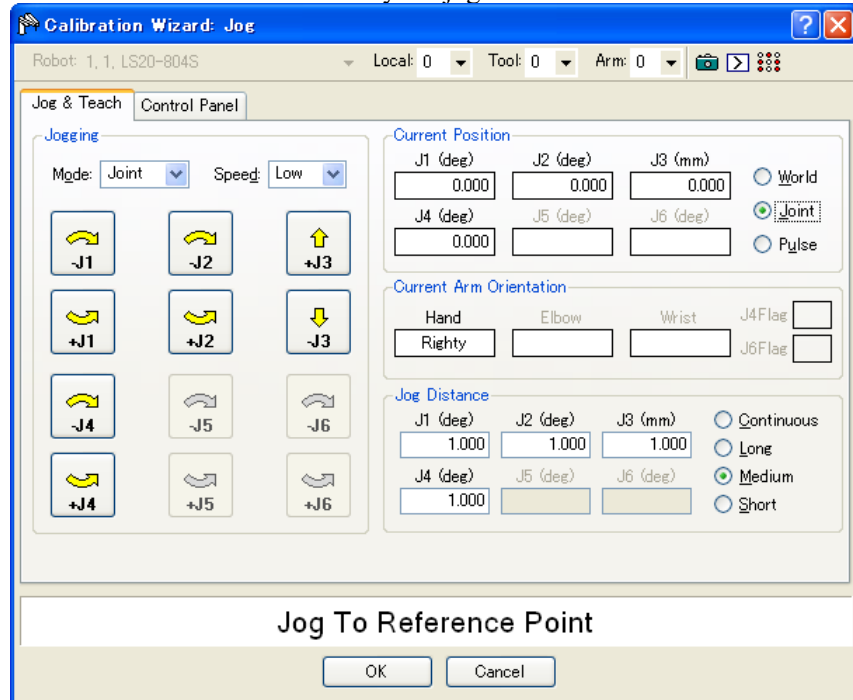 Calibration Wizard: Jog
Robot: 1, 1, LS20-804S Local: 0 Tool: 0 Arm: 0
Jog & Teach Control Panel
Jogging
Mode: Joint Speed: Low
-J1 -J2 +J3
+J1 +J2 -J3
-J4 -J5 -J6
+J4 +J5 +J6
Current Position
J1 (deg) J2 (deg) J3 (mm)
0.000 0.000 0.000 World
J4 (deg) J5 (deg) J6 (deg) Joint
0.000 Pulse
Current Arm Orientation
Hand Elbow Wrist J4Flag
Righty J6Flag
Jog Distance
J1 (deg) J2 (deg) J3 (mm) Continuous
1.000 1.000 1.000 Long
J4 (deg) J5 (deg) J6 (deg) Medium
1.000 Short
Jog To Reference Point
OK Cancel